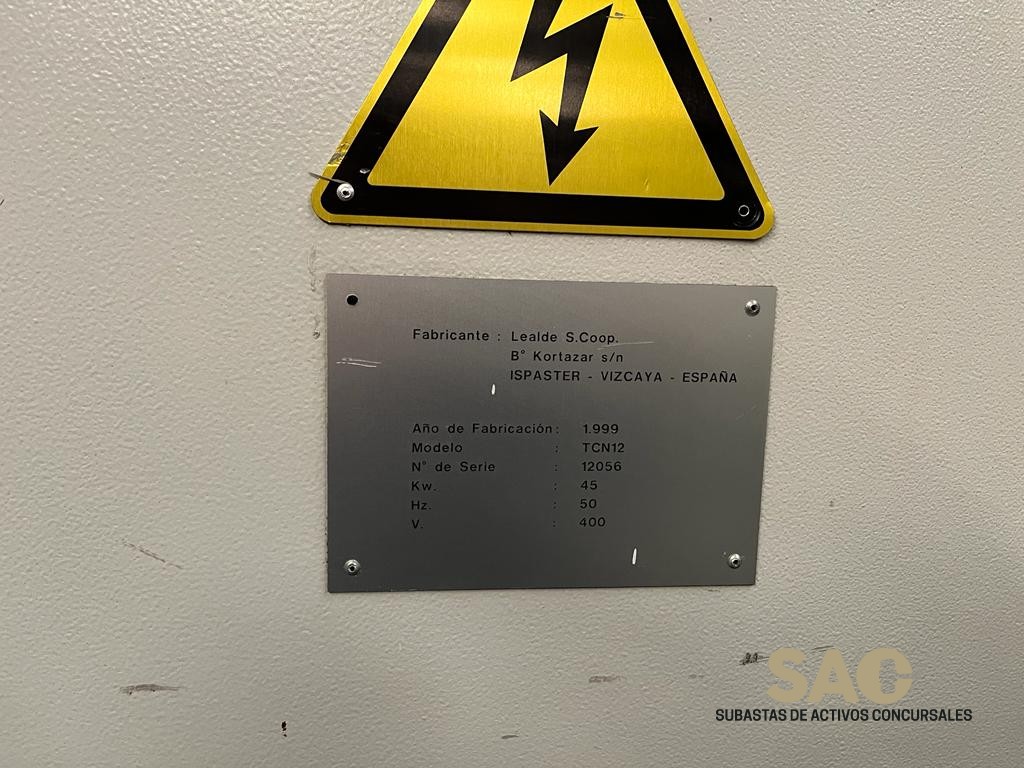 Fabricante : Lealde S.Coop.
B° Kortazar s/n
ISPASTER - VIZCAYA - ESPAÑA
Año de Fabricación : 1.999
Modelo : TCN12
N° de Serie : 12056
Kw. : 45
Hz. : 50
V. : 400
SAC
SUBASTAS DE ACTIVOS CONCURSALES